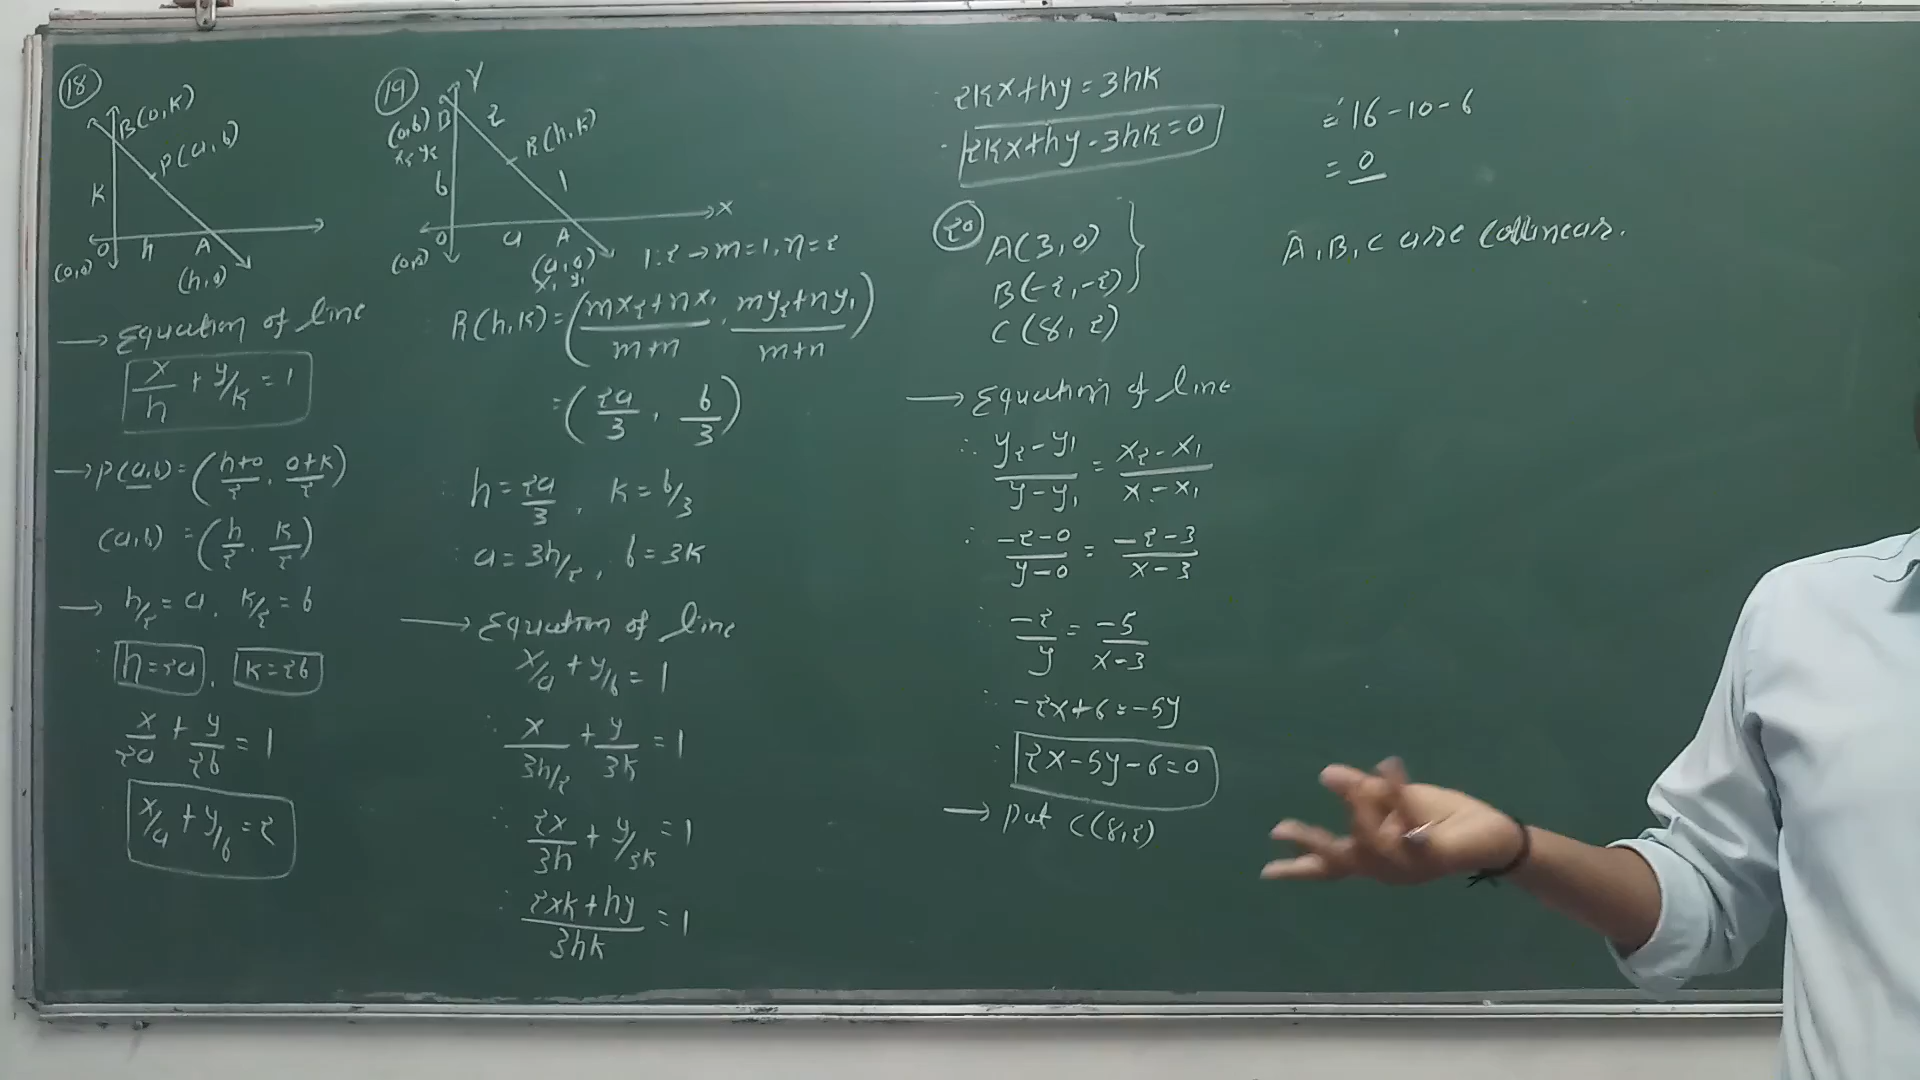 18
B(0,k)
P(a,b)
k
0
h
A
(0,0)
(h,0)
→ Equation of line
x/h + y/k = 1
→ P(a,b) = (h+0/2, 0+k/2)
(a,b) = (h/2, k/2)
→ h/2 = a, k/2 = b
∴ h=2a, k=2b
x/2a + y/2b = 1
x/a + y/b = 2
19
Y
(0,b) B
x₂ y₂
2
R(h,k)
b
1
X
0
a
A
(0,0)
(a,0)
x₁ y₁
1:2 → m=1, n=2
R(h,k) = (mx₂+nx₁/m+n, my₂+ny₁/m+n)
= (2a/3, b/3)
∴ h = 2a/3, k = b/3
∴ a = 3h/2, b = 3k
→ Equation of line
x/a + y/b = 1
∴ x/3h/2 + y/3k = 1
∴ 2x/3h + y/3k = 1
∴ 2xk+hy/3hk = 1
∴ 2kx+hy=3hk
∴ 2kx+hy-3hk=0
20
A(3,0)
B(-2,-2)
C(8,2)
→ Equation of line
∴ y₂-y₁/y-y₁ = x₂-x₁/x-x₁
∴ -2-0/y-0 = -2-3/x-3
∴ -2/y = -5/x-3
∴ -2x+6=-5y
∴ 2x-5y-6=0
→ Put C(8,2)
= 16-10-6
= 0
A,B,C are collinear.